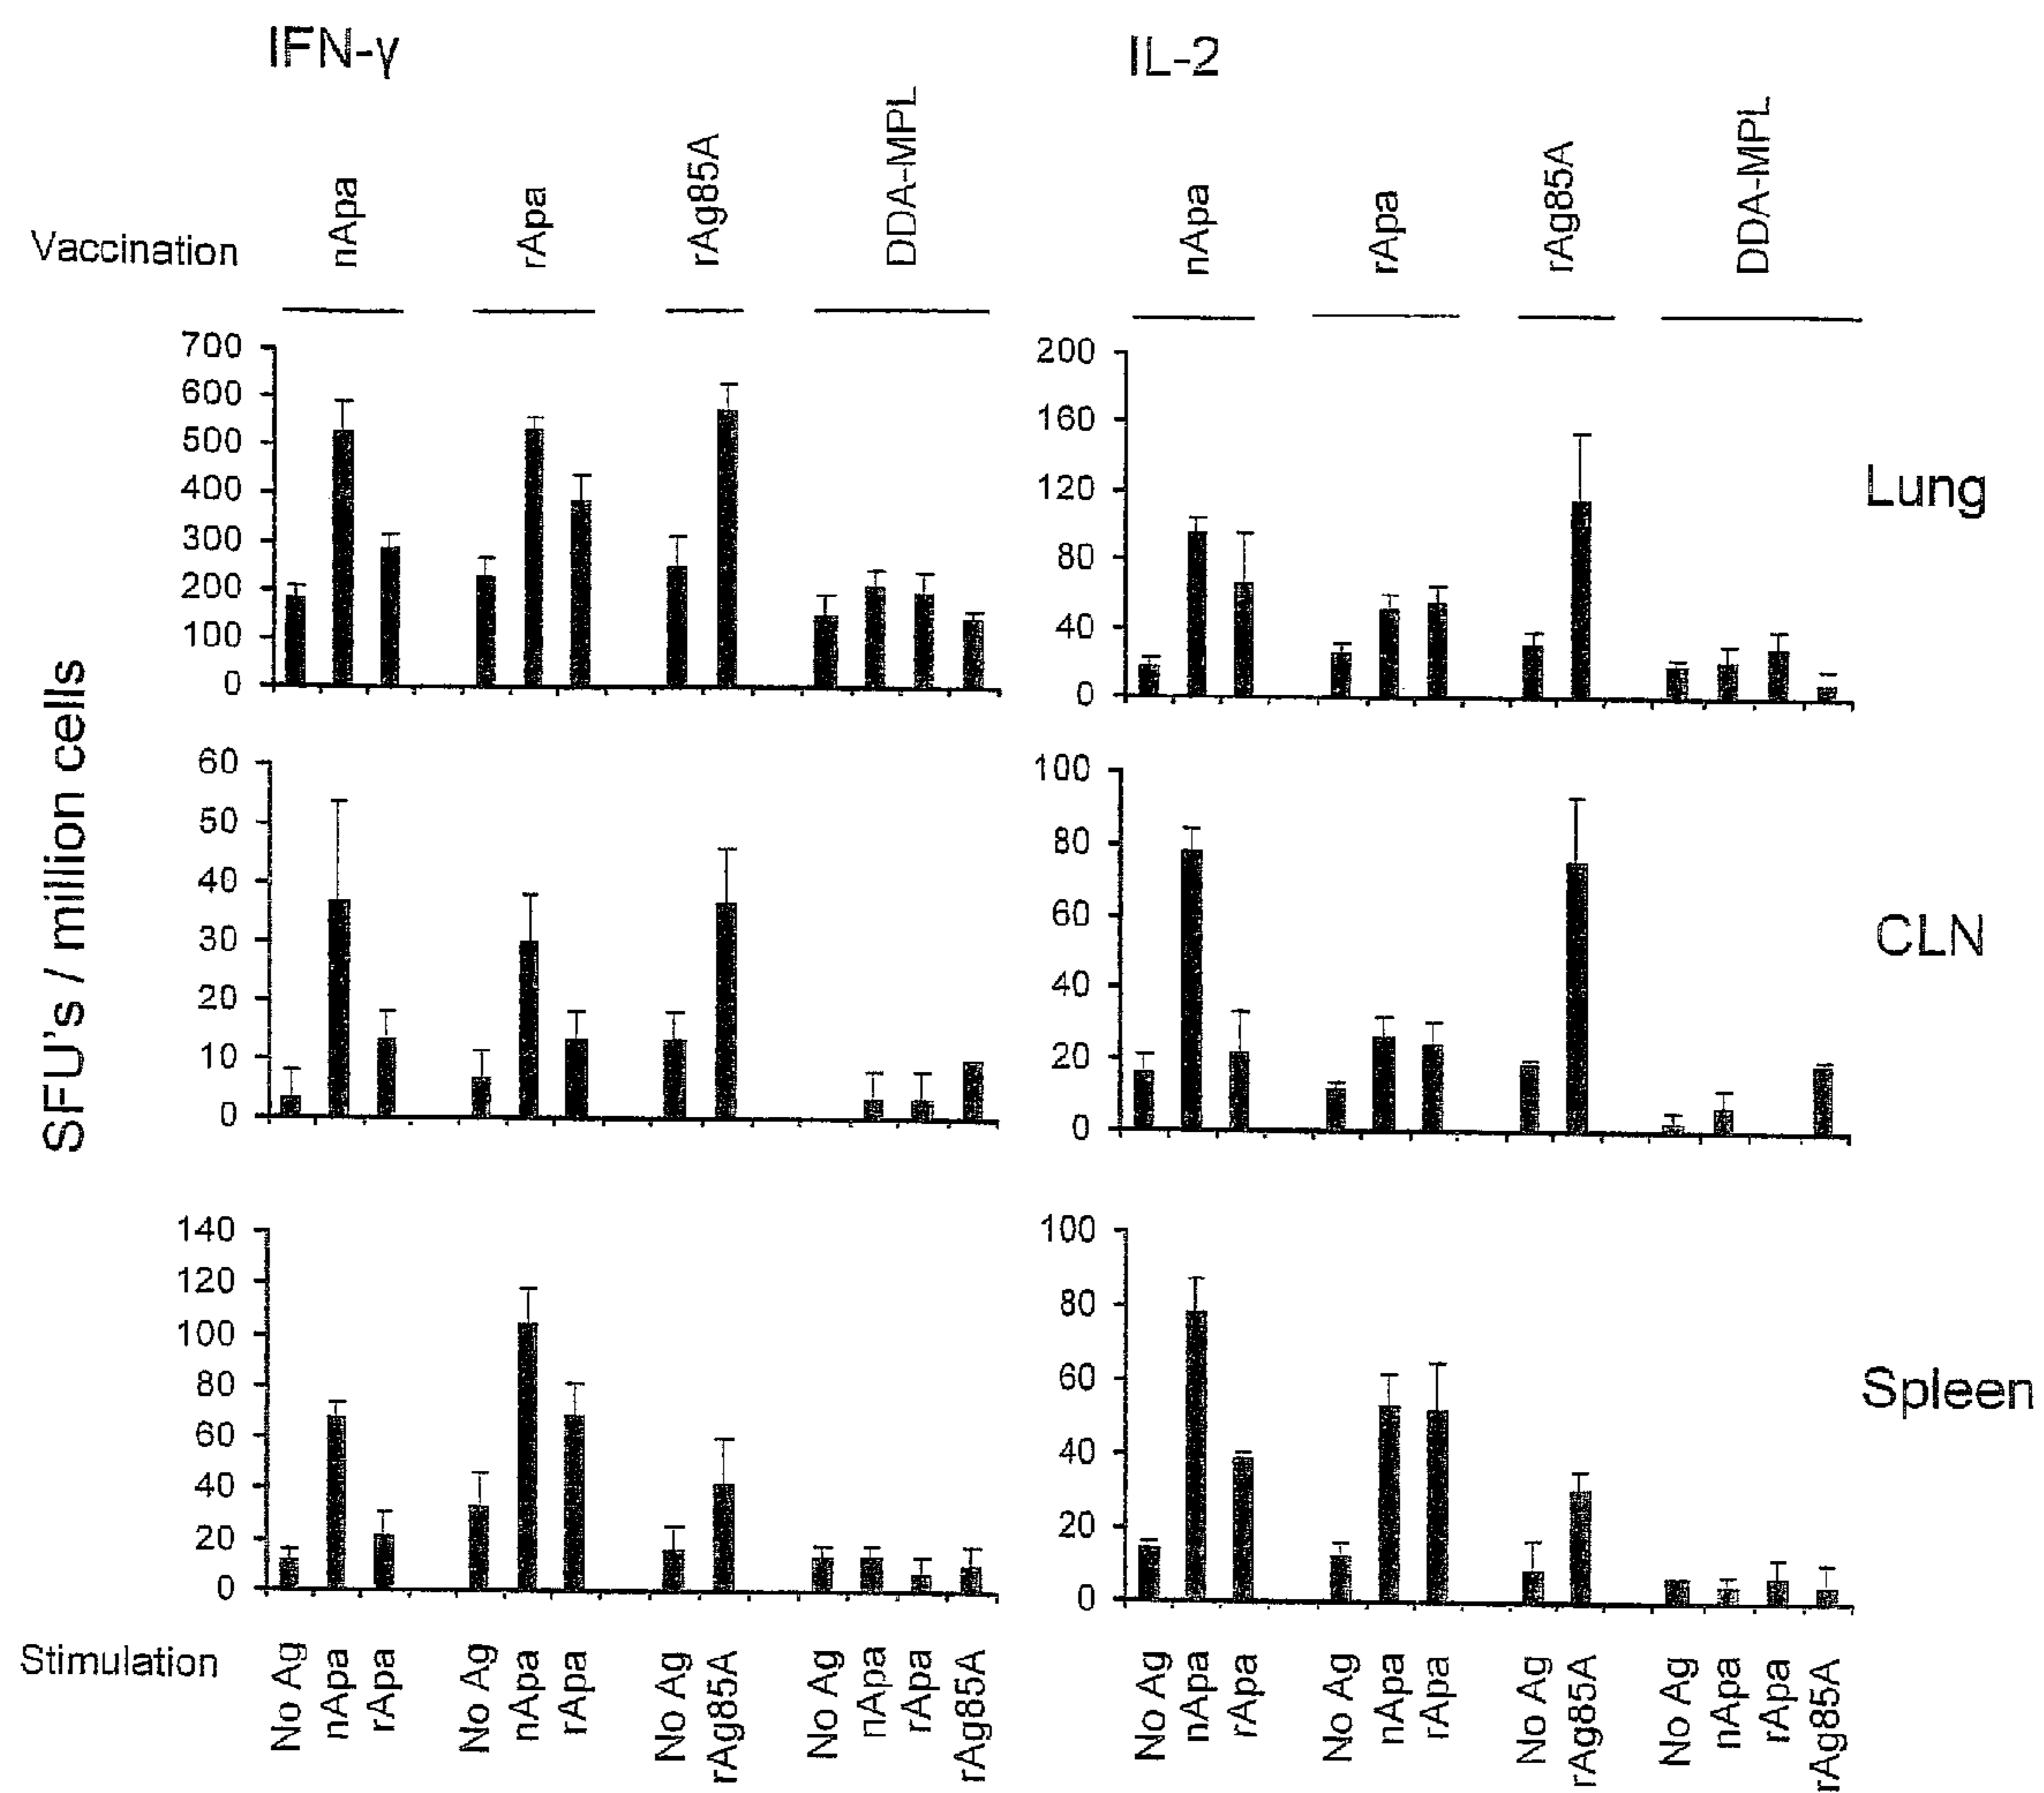 IFN-γ
IL-2
Vaccination
nApa
rApa
rAg85A
DDA-MPL
nApa
rApa
rAg85A
DDA-MPL
700
600
500
400
300
200
100
0
200
160
120
80
40
0
Lung
60
50
40
30
20
10
0
100
80
60
40
20
0
CLN
SFU's / million cells
140
120
100
80
60
40
20
0
100
80
60
40
20
0
Spleen
Stimulation
No Ag
nApa
rApa
No Ag
nApa
rApa
No Ag
rAg85A
No Ag
nApa
rApa
rAg85A
No Ag
nApa
rApa
No Ag
nApa
rApa
No Ag
rAg85A
No Ag
nApa
rApa
rAg85A